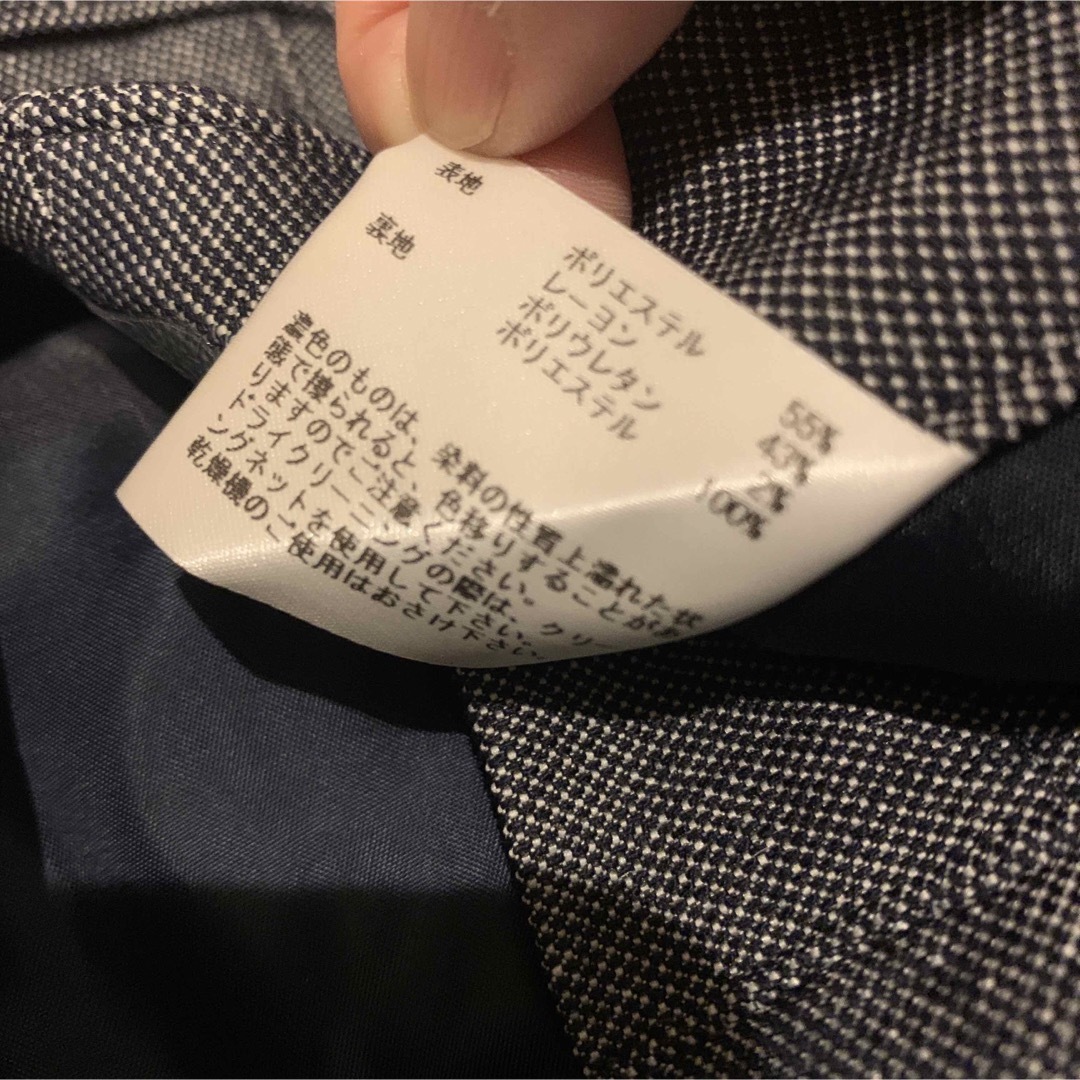 表地 ポリエステル 55%
レーヨン 43%
ポリウレタン 2%
裏地 ポリエステル 100%
濃色のものは、染料の性質上濡れた状
態で擦られると、色移りすることがあ
りますのでご注意ください。クリー
ドライクリーニングの際は、
ングネットを使用して下さい。
乾燥機のご使用はおさけ下さい